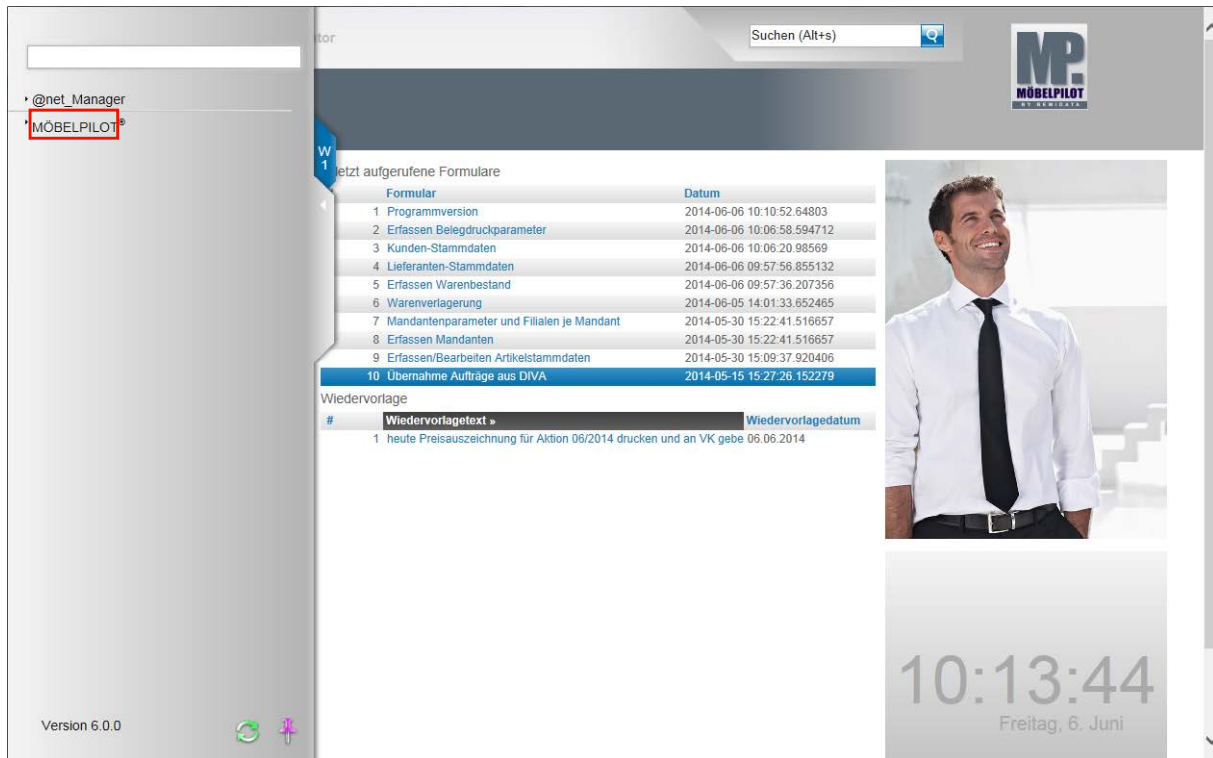 Suchen (Alt+s)
MP.
MÖBELPILOT
BY BEWIDATA
@net_Manager
MÖBELPILOT®
W
1
letzt aufgerufene Formulare
Formular Datum
1 Programmversion 2014-06-06 10:10:52.64803
2 Erfassen Belegdruckparameter 2014-06-06 10:06:58.594712
3 Kunden-Stammdaten 2014-06-06 10:06:20.98569
4 Lieferanten-Stammdaten 2014-06-06 09:57:56.855132
5 Erfassen Warenbestand 2014-06-06 09:57:36.207356
6 Warenverlagerung 2014-06-05 14:01:33.652465
7 Mandantenparameter und Filialen je Mandant 2014-05-30 15:22:41.516657
8 Erfassen Mandanten 2014-05-30 15:22:41.516657
9 Erfassen/Bearbeiten Artikelstammdaten 2014-05-30 15:09:37.920406
10 Übernahme Aufträge aus DIVA 2014-05-15 15:27:26.152279
Wiedervorlage
# Wiedervorlagetext » Wiedervorlagedatum
1 heute Preisauszeichnung für Aktion 06/2014 drucken und an VK gebe 06.06.2014
10:13:44
Freitag, 6. Juni
Version 6.0.0